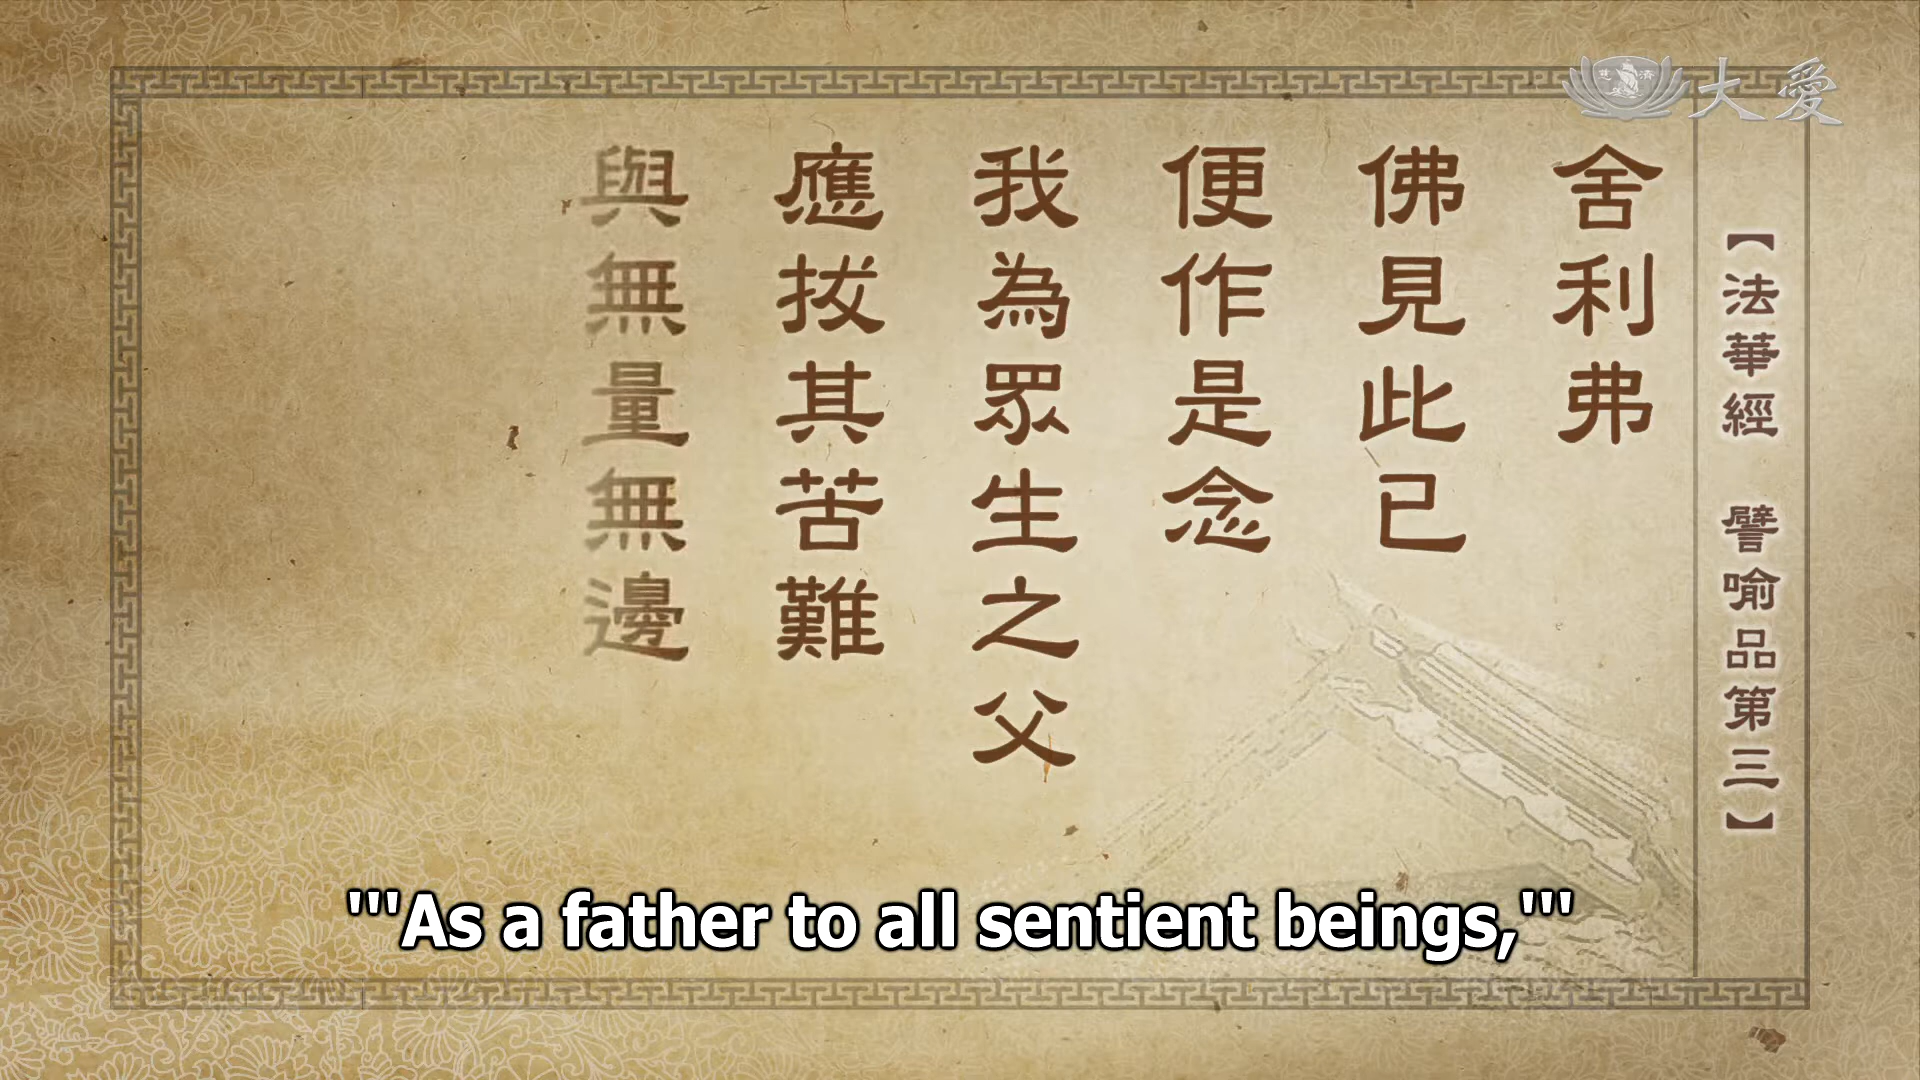 大愛
慈濟
【法華經 譬喻品第三】
舍利弗
佛見此已
便作是念
我為眾生之父
應拔其苦難
與無量無邊
'''As a father to all sentient beings,'''